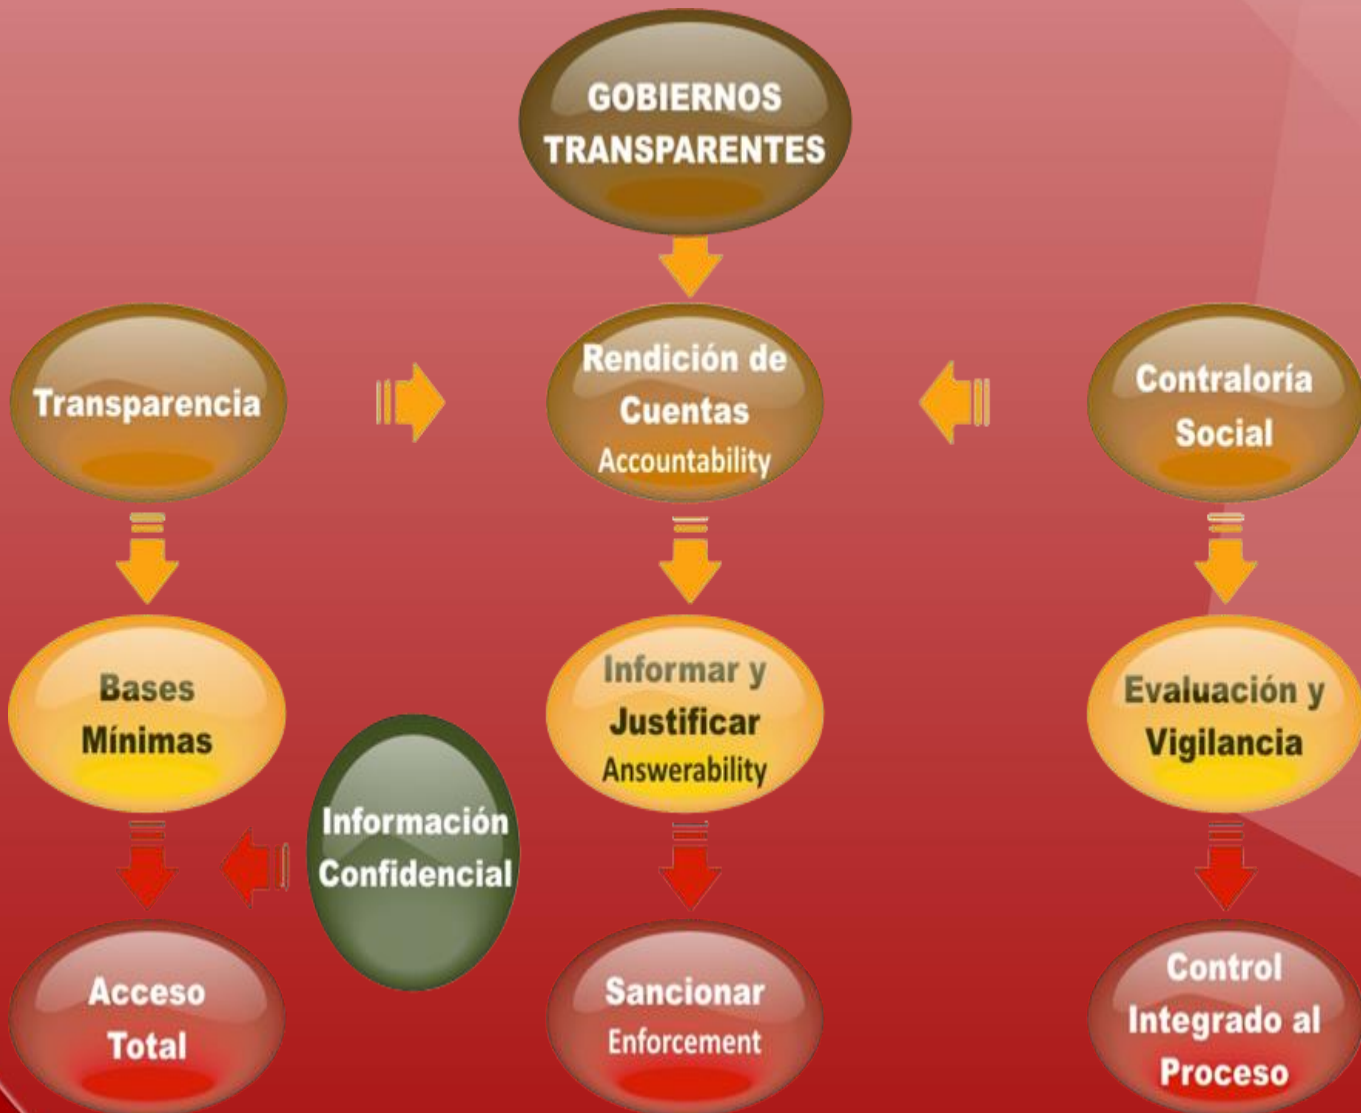 GOBIERNOS
TRANSPARENTES
Transparencia
Rendición de
Cuentas
Accountability
Contraloría
Social
Bases
Mínimas
Informar y
Justificar
Answerability
Evaluación y
Vigilancia
Información
Confidencial
Acceso
Total
Sancionar
Enforcement
Control
Integrado al
Proceso